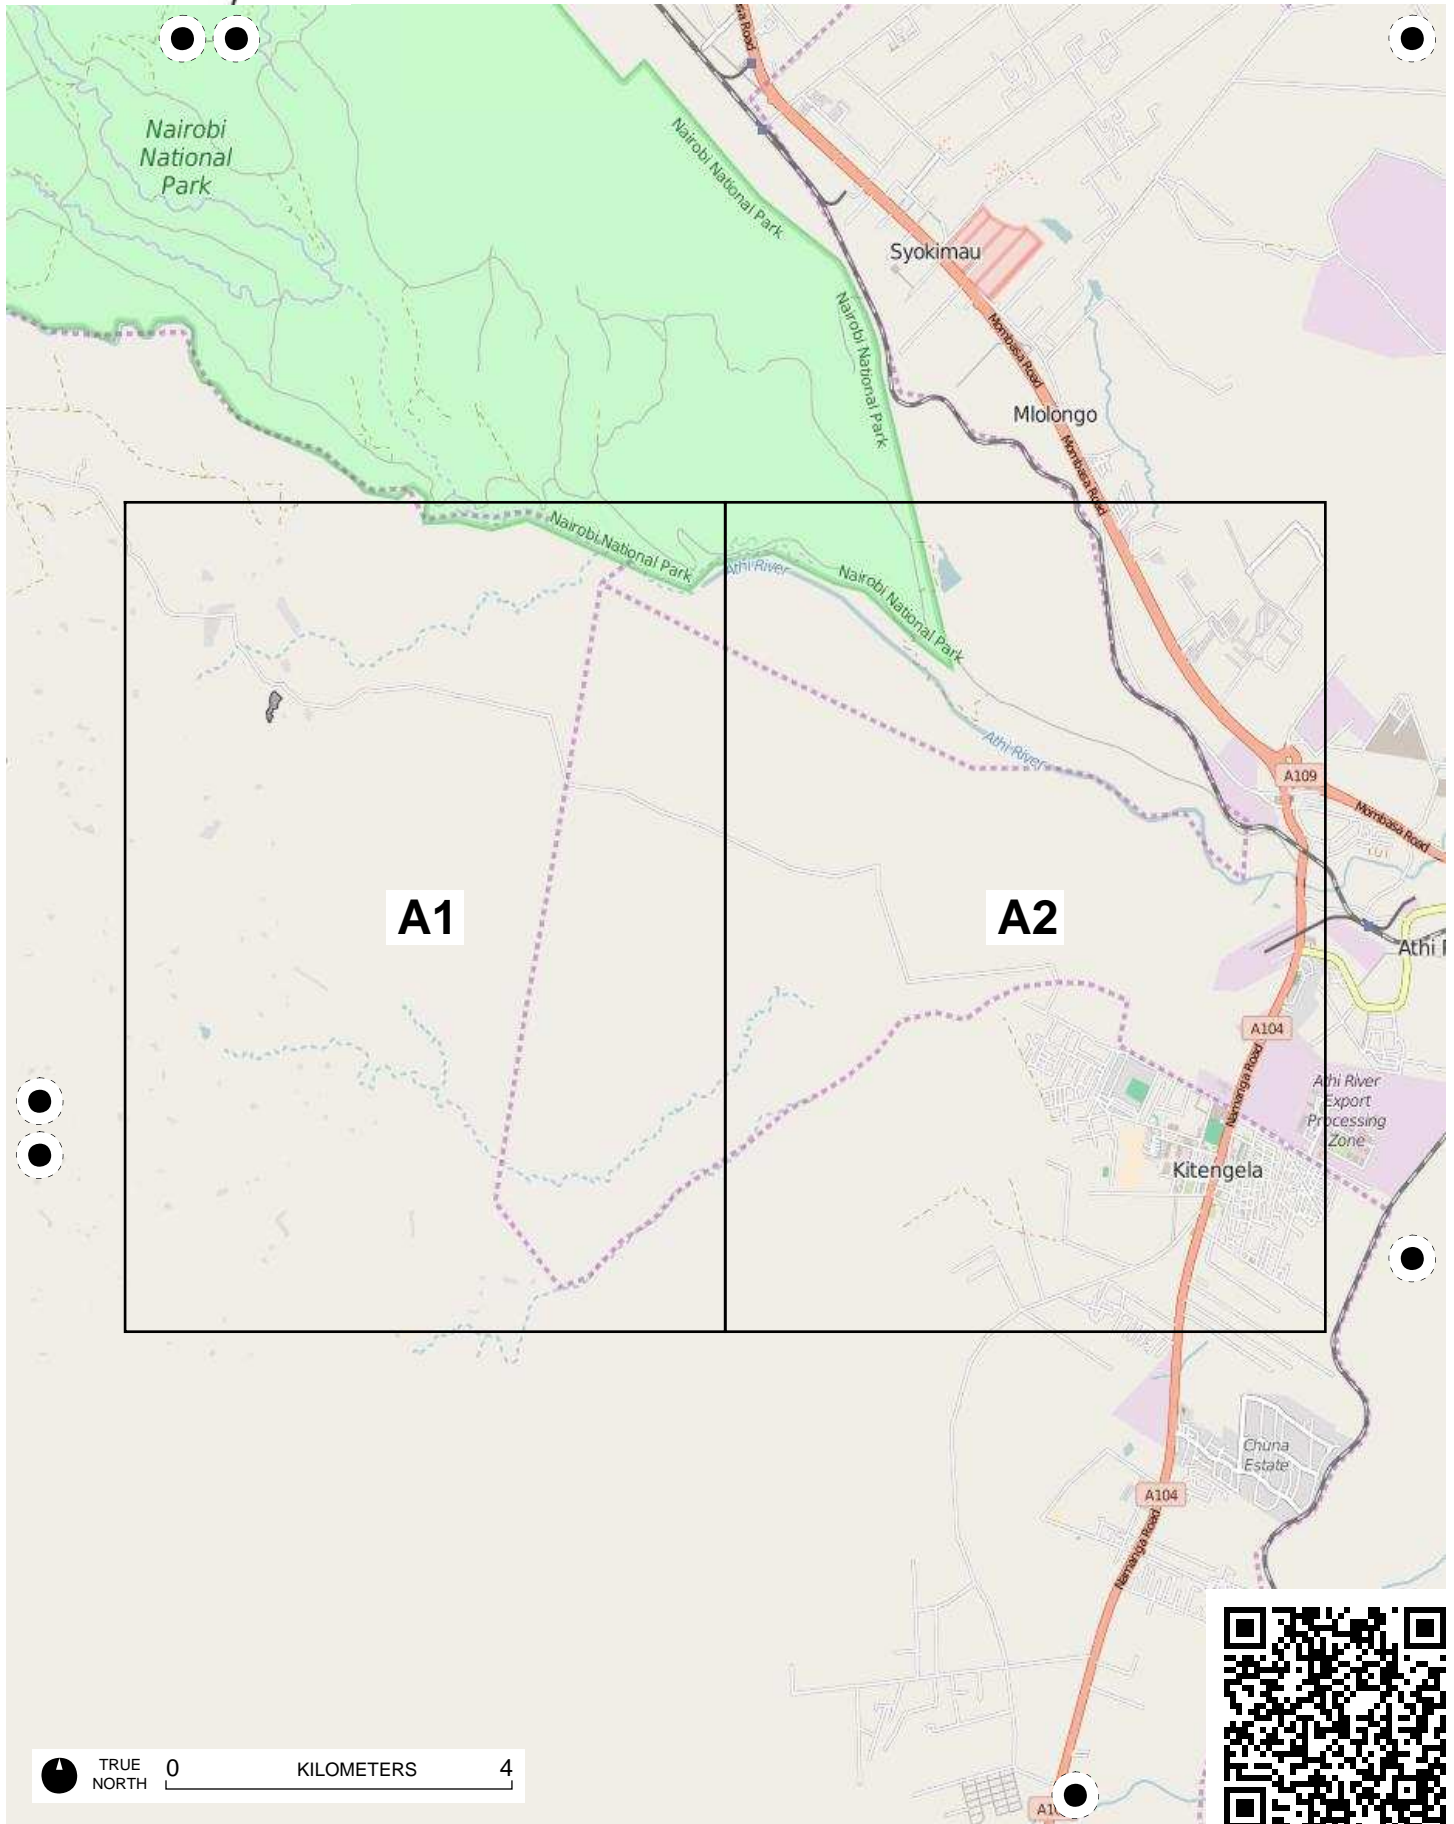 Road
Nairobi
National
Park
Nairobi National Park
Syokimau
Nairobi National Park
Mombasa Road
Mlolongo
Mombasa Road
Nairobi National Park
Athi River
Nairobi National Park
Athi River
A109
Mombasa Road
A1
A2
Athi
A104
Namanga Road
Athi River
Export
Processing
Zone
Kitengela
Chuna
Estate
A104
Namanga Road
TRUE
NORTH
0
KILOMETERS
4